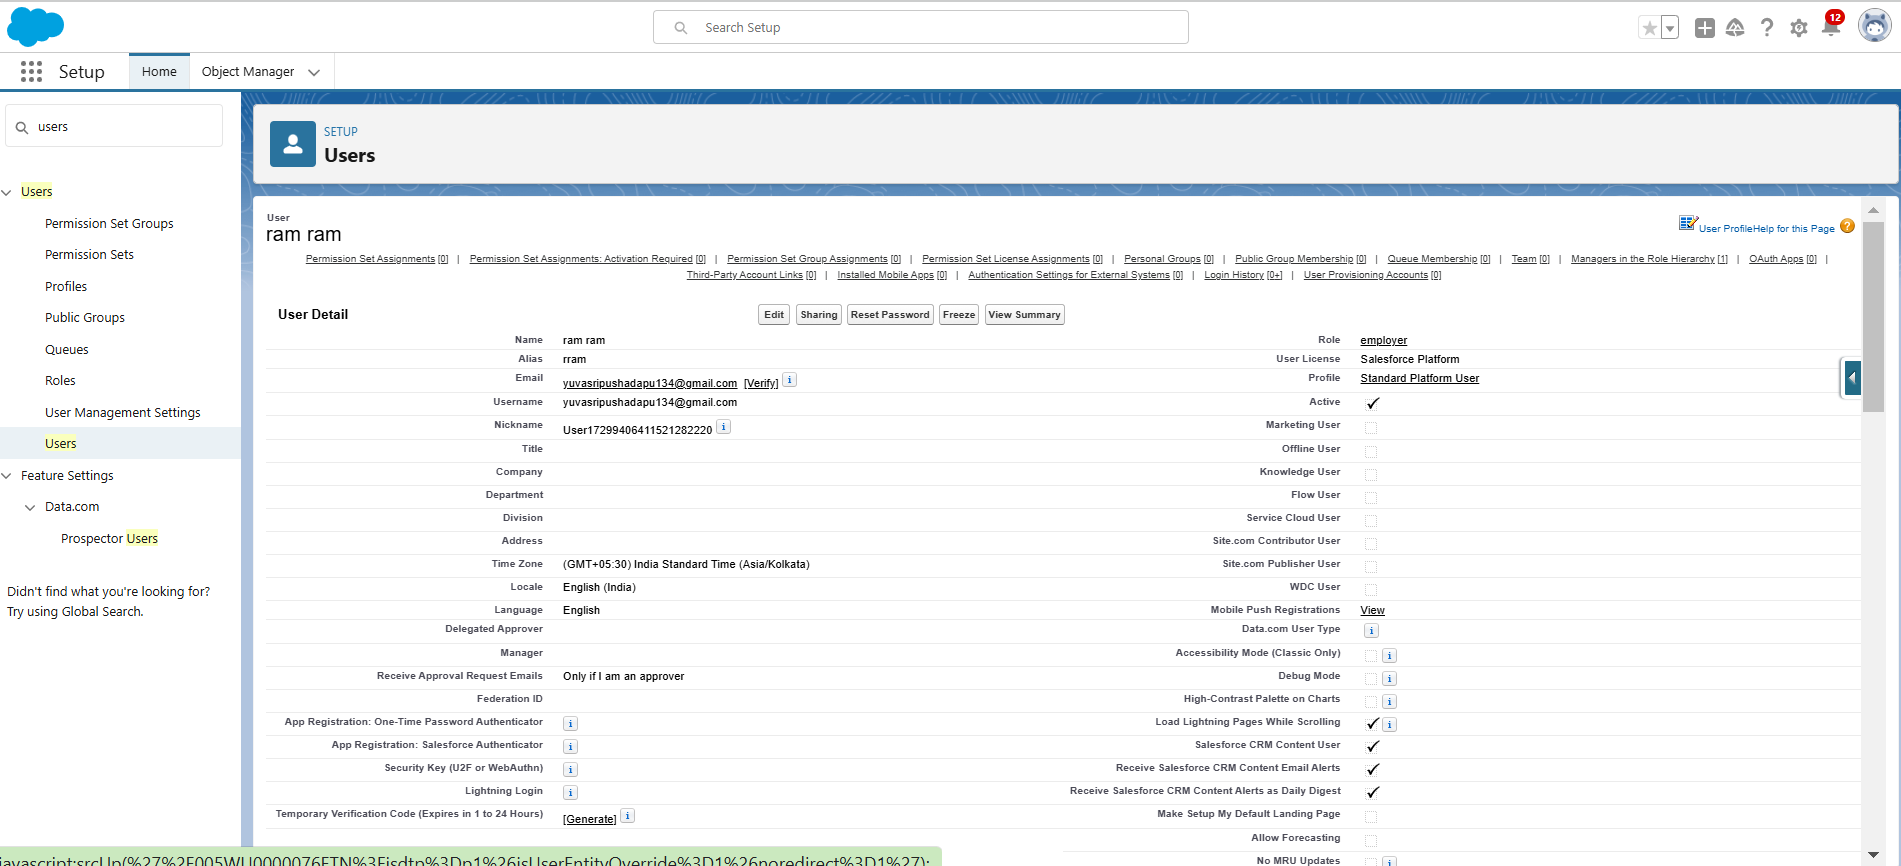 Search Setup
12
Setup
Home
Object Manager
users
Users
Permission Set Groups
Permission Sets
Profiles
Public Groups
Queues
Roles
User Management Settings
Users
Feature Settings
Data.com
Prospector Users
Didn't find what you're looking for?
Try using Global Search.
SETUP
Users
User
ram ram
User Profile Help for this Page
Permission Set Assignments [0] | Permission Set Assignments: Activation Required [0] | Permission Set Group Assignments [0] | Permission Set License Assignments [0] | Personal Groups [0] | Public Group Membership [0] | Queue Membership [0] | Team [0] | Managers in the Role Hierarchy [1] | OAuth Apps [0] |
Third-Party Account Links [0] | Installed Mobile Apps [0] | Authentication Settings for External Systems [0] | Login History [0+] | User Provisioning Accounts [0]
User Detail
Edit Sharing Reset Password Freeze View Summary
Name ram ram Role employer
Alias rram User License Salesforce Platform
Email yuvasripushadapu134@gmail.com [Verify] i Profile Standard Platform User
Username yuvasripushadapu134@gmail.com Active
Nickname User17299406411521282220 i Marketing User
Title Offline User
Company Knowledge User
Department Flow User
Division Service Cloud User
Address Site.com Contributor User
Time Zone (GMT+05:30) India Standard Time (Asia/Kolkata) Site.com Publisher User
Locale English (India) WDC User
Language English Mobile Push Registrations View
Delegated Approver Data.com User Type i
Manager Accessibility Mode (Classic Only) i
Receive Approval Request Emails Only if I am an approver Debug Mode i
Federation ID High-Contrast Palette on Charts i
App Registration: One-Time Password Authenticator i Load Lightning Pages While Scrolling i
App Registration: Salesforce Authenticator i Salesforce CRM Content User
Security Key (U2F or WebAuthn) i Receive Salesforce CRM Content Email Alerts
Lightning Login i Receive Salesforce CRM Content Alerts as Daily Digest
Temporary Verification Code (Expires in 1 to 24 Hours) [Generate] i Make Setup My Default Landing Page
Allow Forecasting
No MRU Updates i